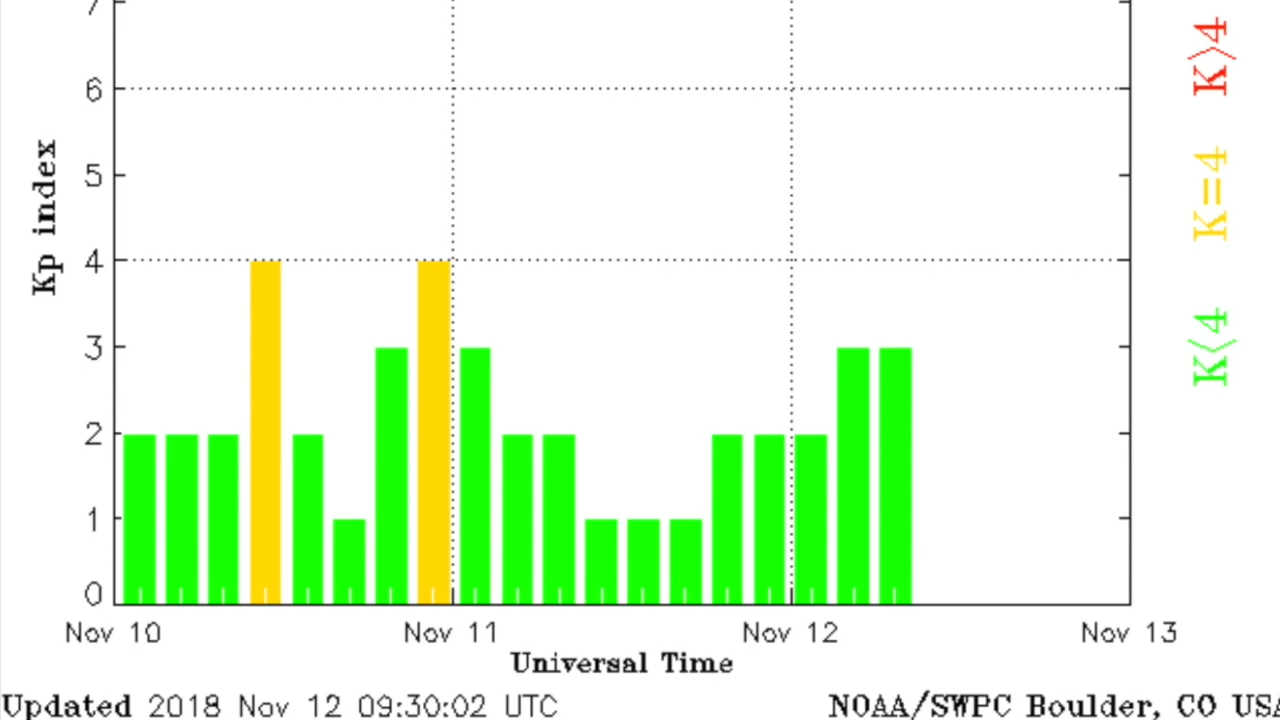 7
6
5
4
3
2
1
0
Kp index
Nov 10 Nov 11 Nov 12 Nov 13
Universal Time
Updated 2018 Nov 12 09:30:02 UTC NOAA/SWPC Boulder, CO USA
K>4
K=4
K<4